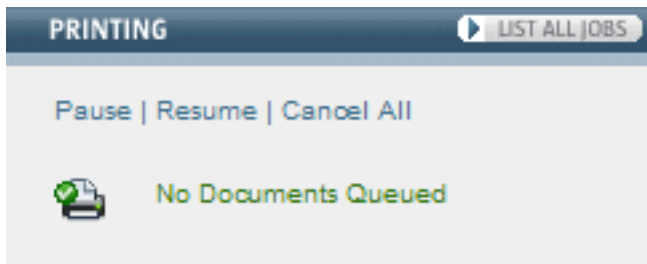 PRINTING LIST ALL JOBS
Pause | Resume | Cancel All
No Documents Queued